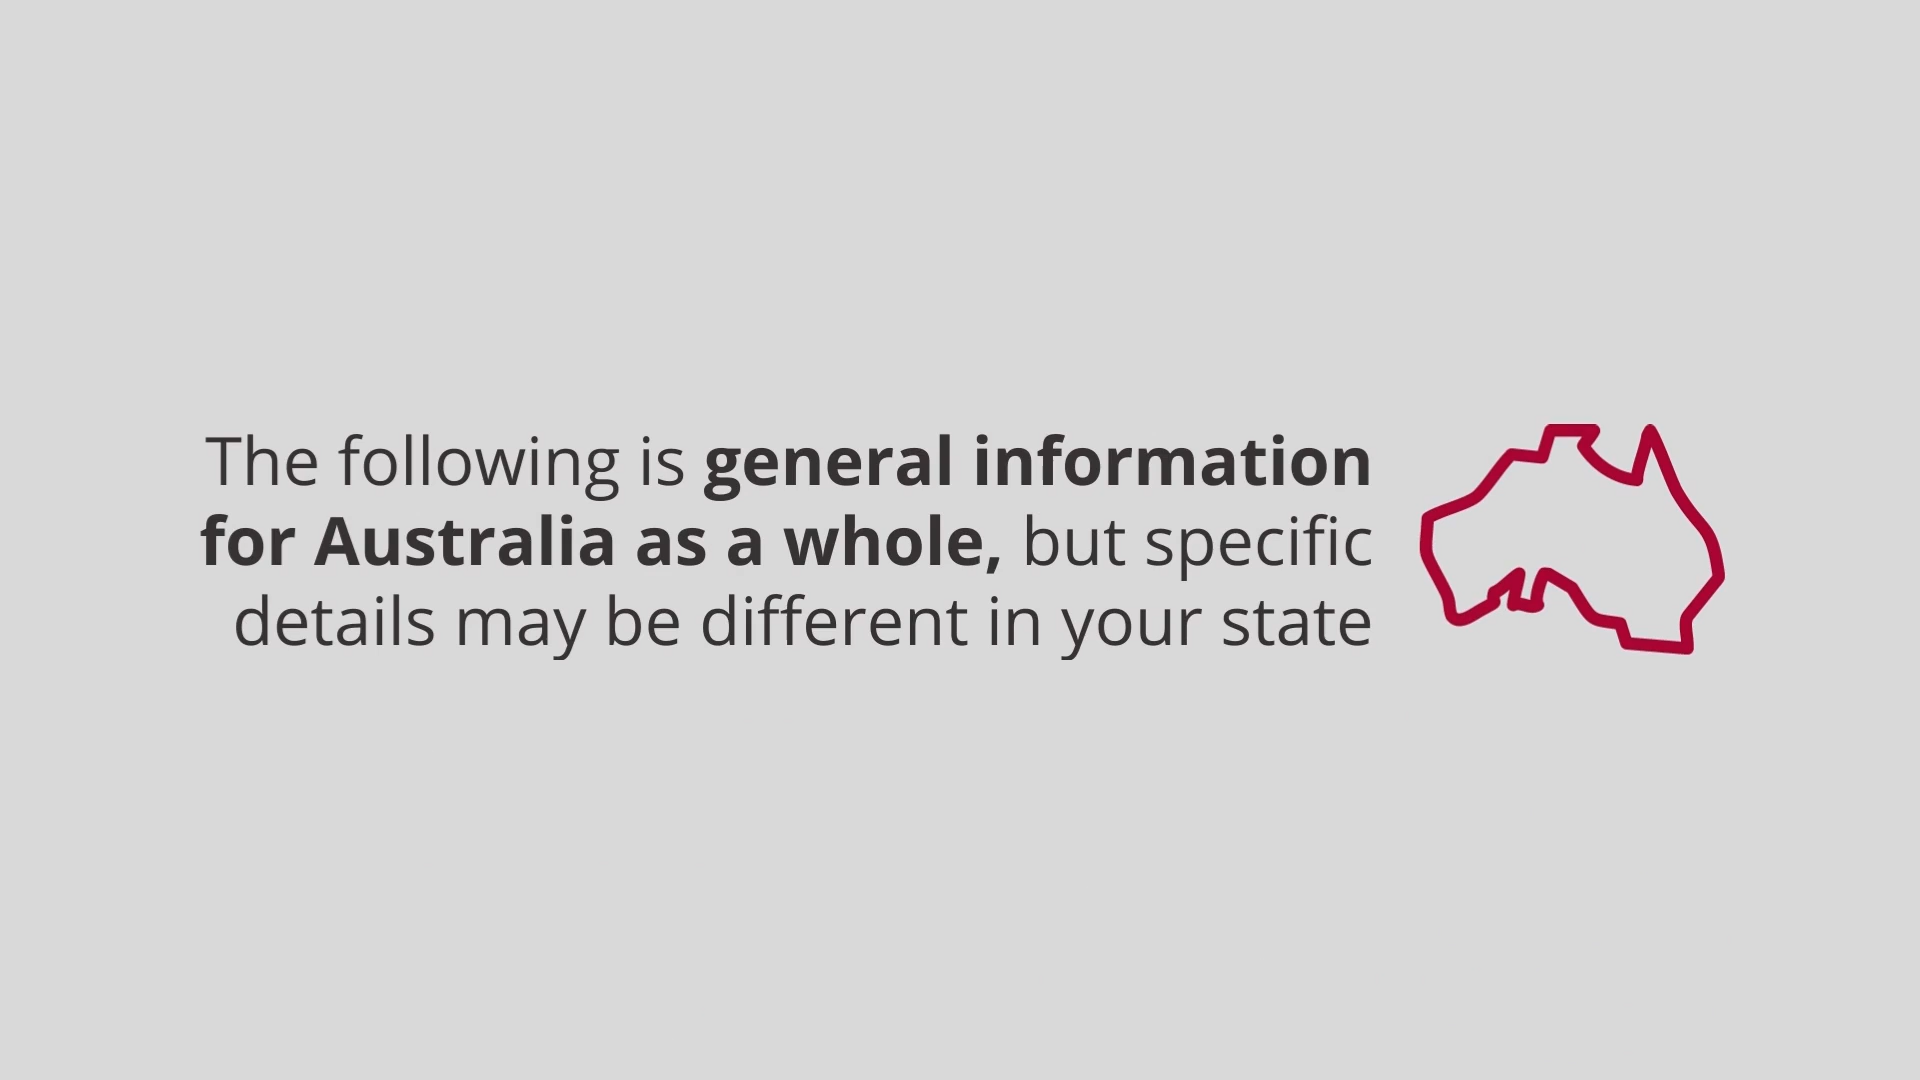 The following is general information
for Australia as a whole, but specific
details may be different in your state